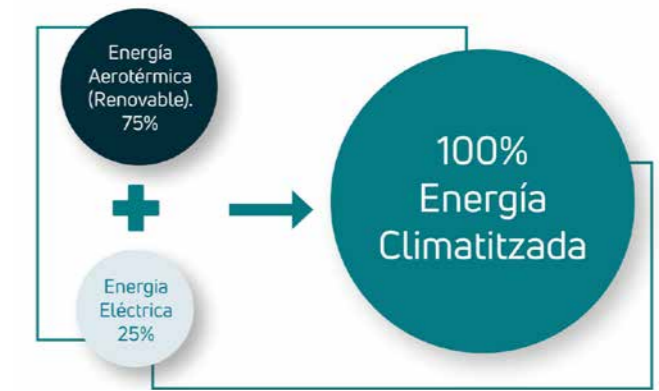 Energía
Aerotérmica
(Renovable).
75%
Energia
Eléctrica
25%
100%
Energía
Climatitzada